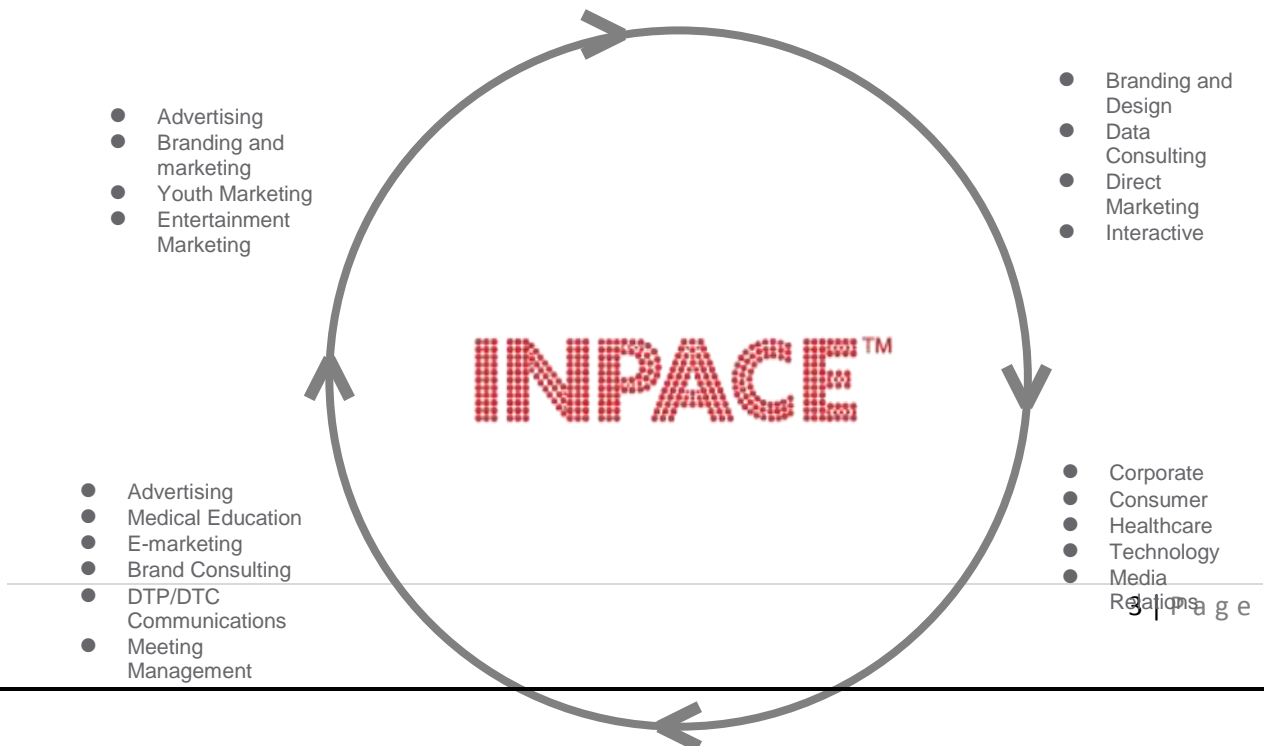 Advertising
Branding and
marketing
Youth Marketing
Entertainment
Marketing
Branding and
Design
Data
Consulting
Direct
Marketing
Interactive
INPACE™
Advertising
Medical Education
E-marketing
Brand Consulting
DTP/DTC
Communications
Meeting
Management
Corporate
Consumer
Healthcare
Technology
Media
Relations
3 | Page